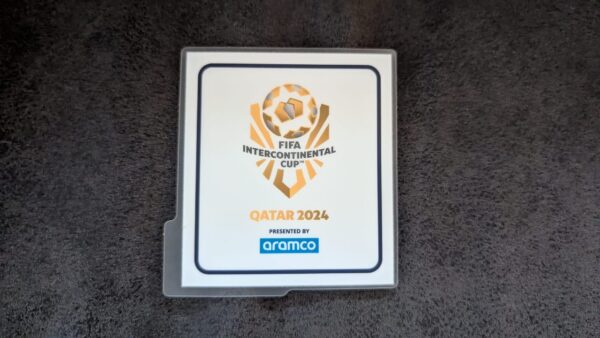 FIFA
INTERCONTINENTAL
CUP™
QATAR 2024
PRESENTED BY
aramco